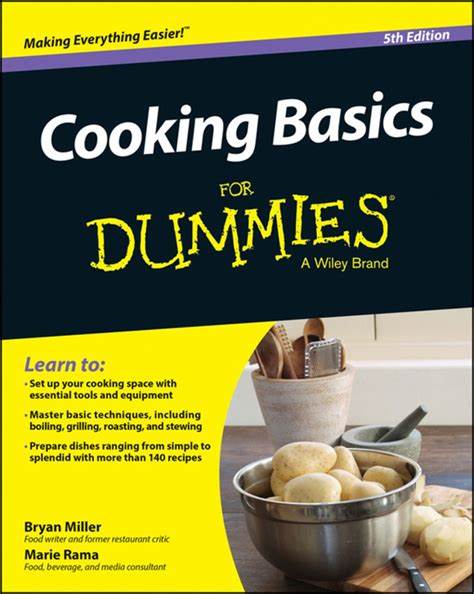 Making Everything Easier!™
5th Edition
Cooking Basics
FOR
DUMMIES®
A Wiley Brand
Learn to:
• Set up your cooking space with
essential tools and equipment
• Master basic techniques, including
boiling, grilling, roasting, and stewing
• Prepare dishes ranging from simple to
splendid with more than 140 recipes
Bryan Miller
Food writer and former restaurant critic
Marie Rama
Food, beverage, and media consultant